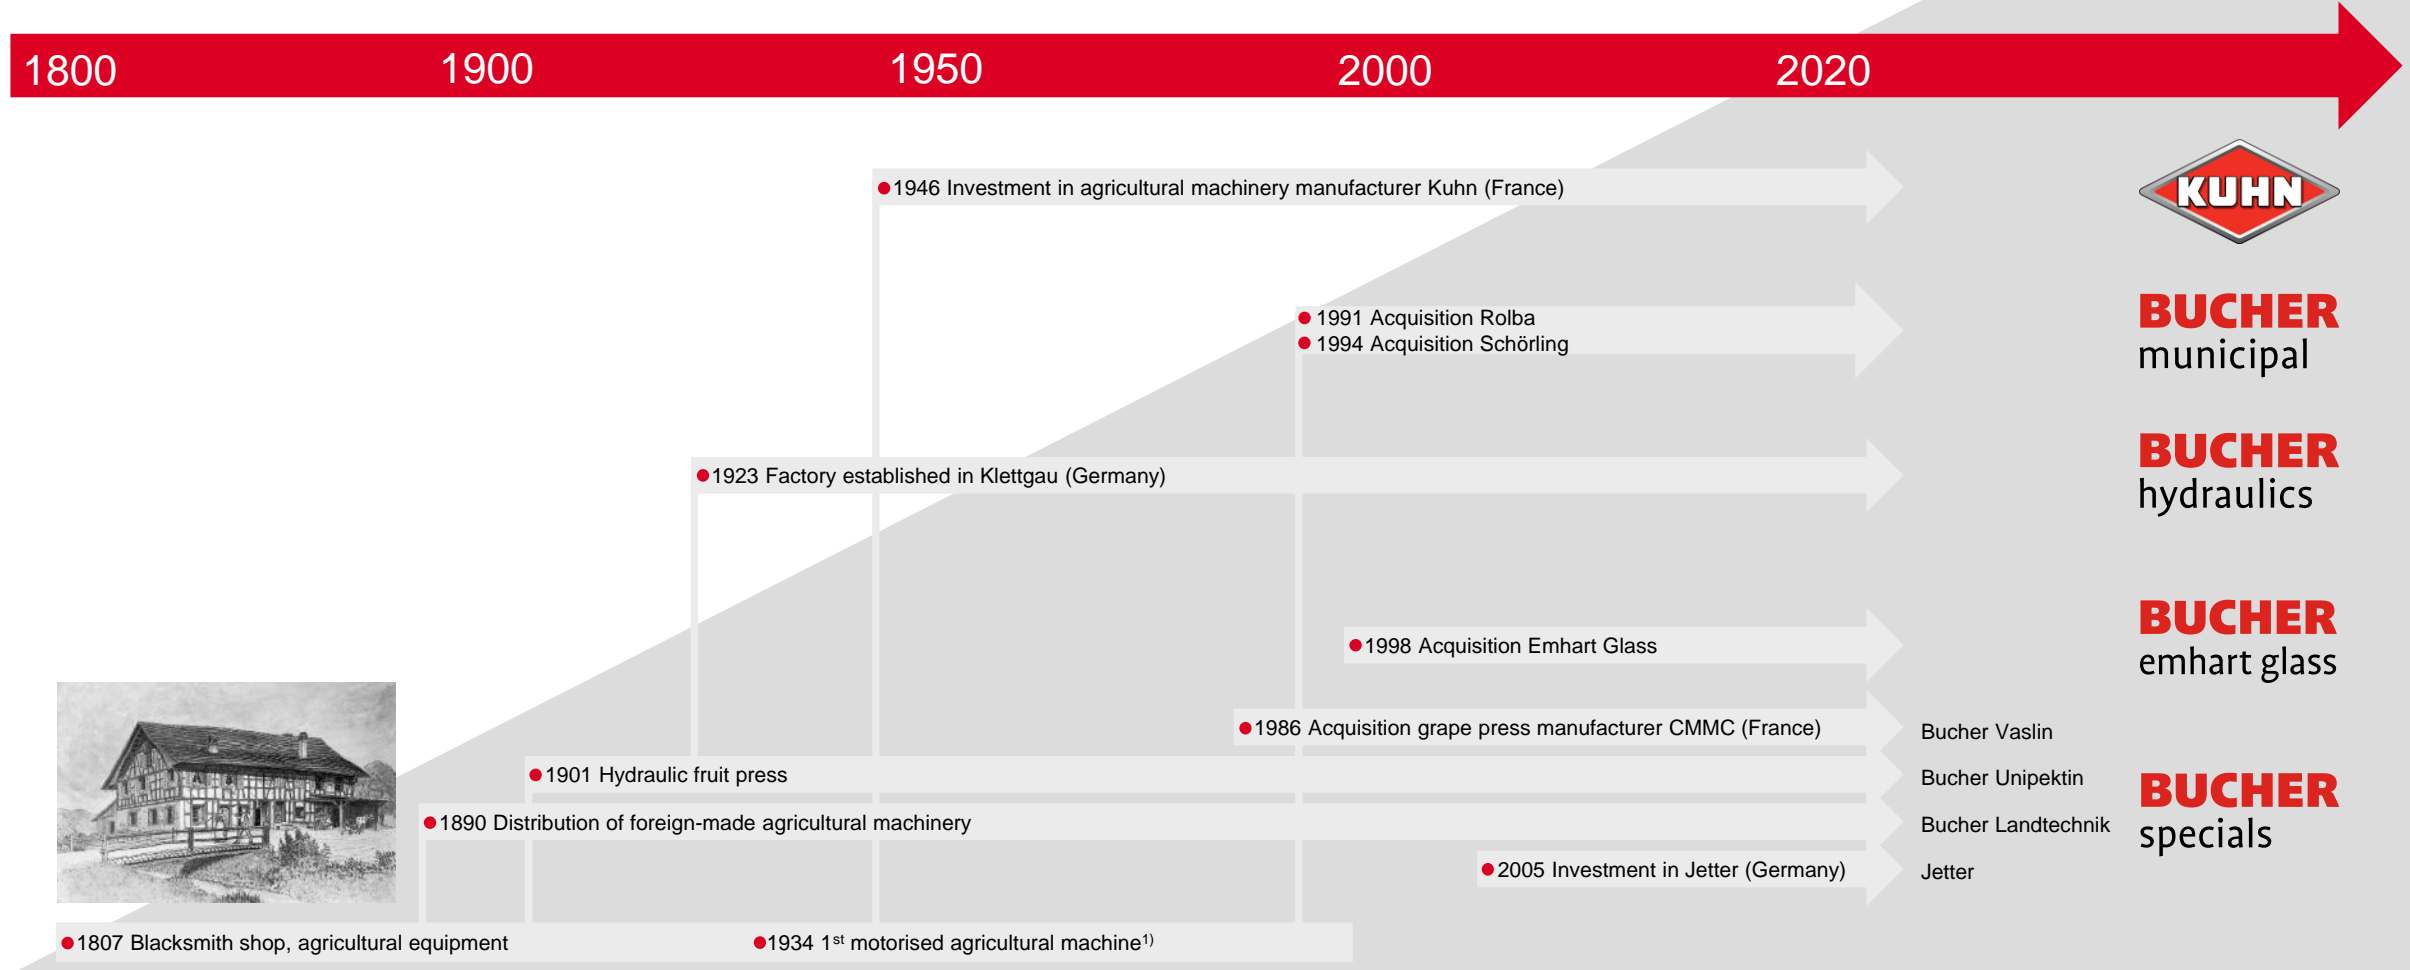 1800 1900 1950 2000 2020
1946 Investment in agricultural machinery manufacturer Kuhn (France)
KUHN
1991 Acquisition Rolba
1994 Acquisition Schörling
BUCHER
municipal
1923 Factory established in Klettgau (Germany)
BUCHER
hydraulics
1998 Acquisition Emhart Glass
BUCHER
emhart glass
1986 Acquisition grape press manufacturer CMMC (France)
Bucher Vaslin
1901 Hydraulic fruit press
Bucher Unipektin
1890 Distribution of foreign-made agricultural machinery
Bucher Landtechnik
2005 Investment in Jetter (Germany)
Jetter
BUCHER
specials
1807 Blacksmith shop, agricultural equipment
1934 1st motorised agricultural machine1)